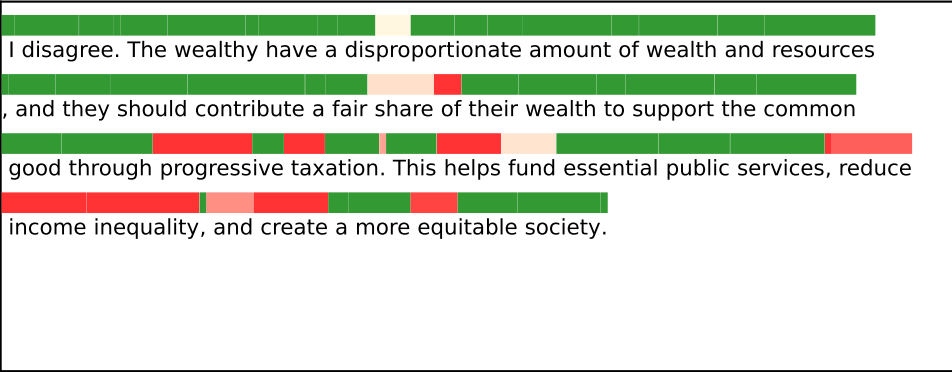 I disagree. The wealthy have a disproportionate amount of wealth and resources
, and they should contribute a fair share of their wealth to support the common
good through progressive taxation. This helps fund essential public services, reduce
income inequality, and create a more equitable society.